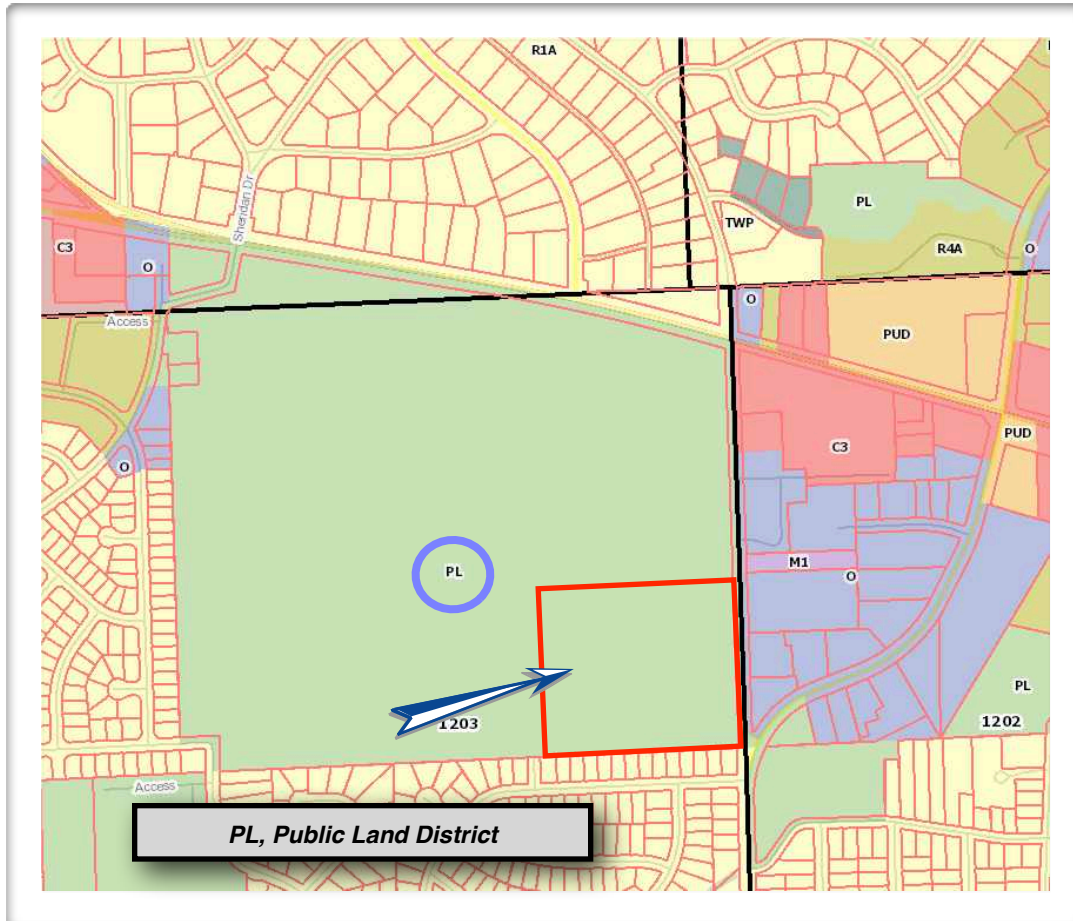 R1A
Sheridan Dr
PL
TWP
R4A
C3
O
O
O
Access
PUD
PUD
C3
O
PL
M1
O
PL
1203
1202
Access
PL, Public Land District